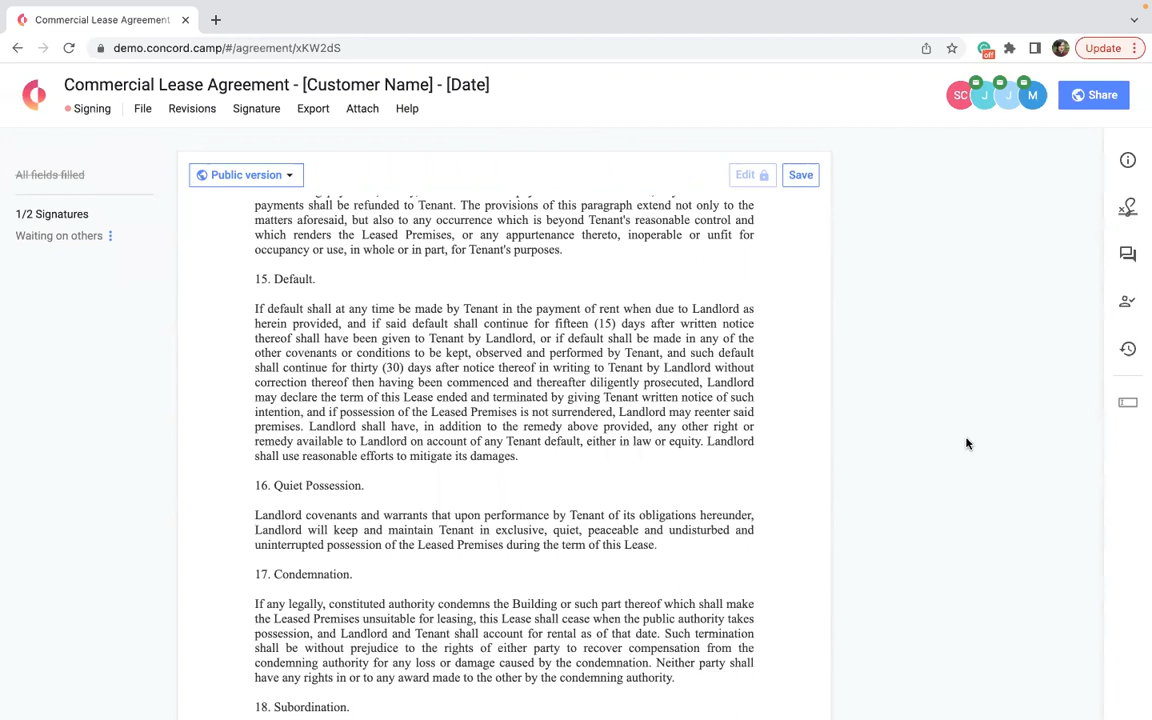 Commercial Lease Agreement
demo.concord.camp/#/agreement/xKW2dS
off
Update
Commercial Lease Agreement - [Customer Name] - [Date]
Signing File Revisions Signature Export Attach Help
SC J J M
Share
All fields filled
1/2 Signatures
Waiting on others
Public version
Edit
Save
payments shall be refunded to Tenant. The provisions of this paragraph extend not only to the
matters aforesaid, but also to any occurrence which is beyond Tenant's reasonable control and
which renders the Leased Premises, or any appurtenance thereto, inoperable or unfit for
occupancy or use, in whole or in part, for Tenant's purposes.
15. Default.
If default shall at any time be made by Tenant in the payment of rent when due to Landlord as
herein provided, and if said default shall continue for fifteen (15) days after written notice
thereof shall have been given to Tenant by Landlord, or if default shall be made in any of the
other covenants or conditions to be kept, observed and performed by Tenant, and such default
shall continue for thirty (30) days after notice thereof in writing to Tenant by Landlord without
correction thereof then having been commenced and thereafter diligently prosecuted, Landlord
may declare the term of this Lease ended and terminated by giving Tenant written notice of such
intention, and if possession of the Leased Premises is not surrendered, Landlord may reenter said
premises. Landlord shall have, in addition to the remedy above provided, any other right or
remedy available to Landlord on account of any Tenant default, either in law or equity. Landlord
shall use reasonable efforts to mitigate its damages.
16. Quiet Possession.
Landlord covenants and warrants that upon performance by Tenant of its obligations hereunder,
Landlord will keep and maintain Tenant in exclusive, quiet, peaceable and undisturbed and
uninterrupted possession of the Leased Premises during the term of this Lease.
17. Condemnation.
If any legally, constituted authority condemns the Building or such part thereof which shall make
the Leased Premises unsuitable for leasing, this Lease shall cease when the public authority takes
possession, and Landlord and Tenant shall account for rental as of that date. Such termination
shall be without prejudice to the rights of either party to recover compensation from the
condemning authority for any loss or damage caused by the condemnation. Neither party shall
have any rights in or to any award made to the other by the condemning authority.
18. Subordination.